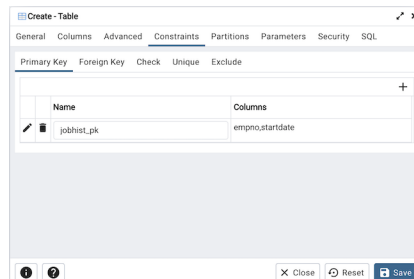 Create - Table
General Columns Advanced Constraints Partitions Parameters Security SQL
Primary Key Foreign Key Check Unique Exclude
Name Columns
jobhist_pk empno,startdate
Close Reset Save